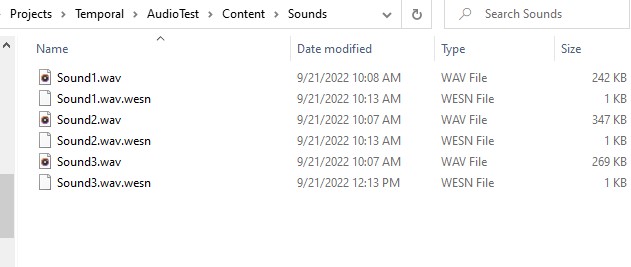 Projects > Temporal > AudioTest > Content > Sounds Search Sounds
Name Date modified Type Size
Sound1.wav 9/21/2022 10:08 AM WAV File 242 KB
Sound1.wav.wesn 9/21/2022 10:13 AM WESN File 1 KB
Sound2.wav 9/21/2022 10:07 AM WAV File 347 KB
Sound2.wav.wesn 9/21/2022 10:13 AM WESN File 1 KB
Sound3.wav 9/21/2022 10:07 AM WAV File 269 KB
Sound3.wav.wesn 9/21/2022 12:13 PM WESN File 1 KB